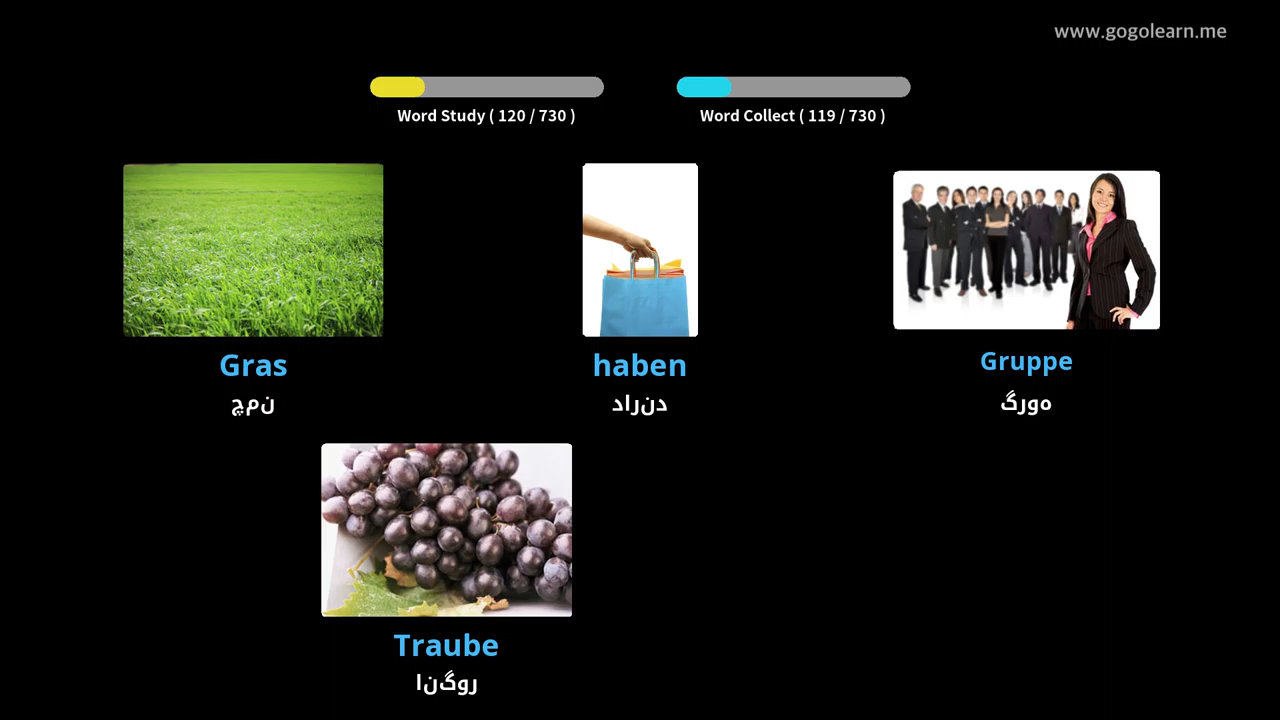 www.gogolearn.me
Word Study ( 120 / 730 )
Word Collect ( 119 / 730 )
Gras
نمچ
haben
دنراد
Gruppe
هورگ
Traube
روگنا